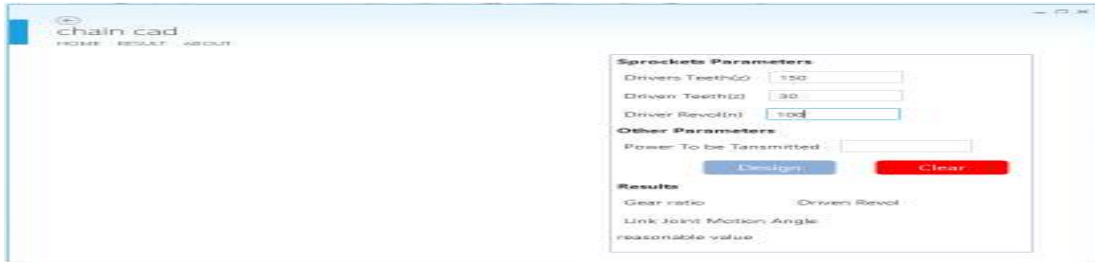 chain cad
HOME RESULT ABOUT
Sprockets Parameters
Drivers Teeth(z) 150
Driven Teeth(z) 30
Driver Revol(n) 100
Other Parameters
Power To be Tansmitted
Design Clear
Results
Gear ratio Driven Revol
Link Joint Motion Angle
reasonable value